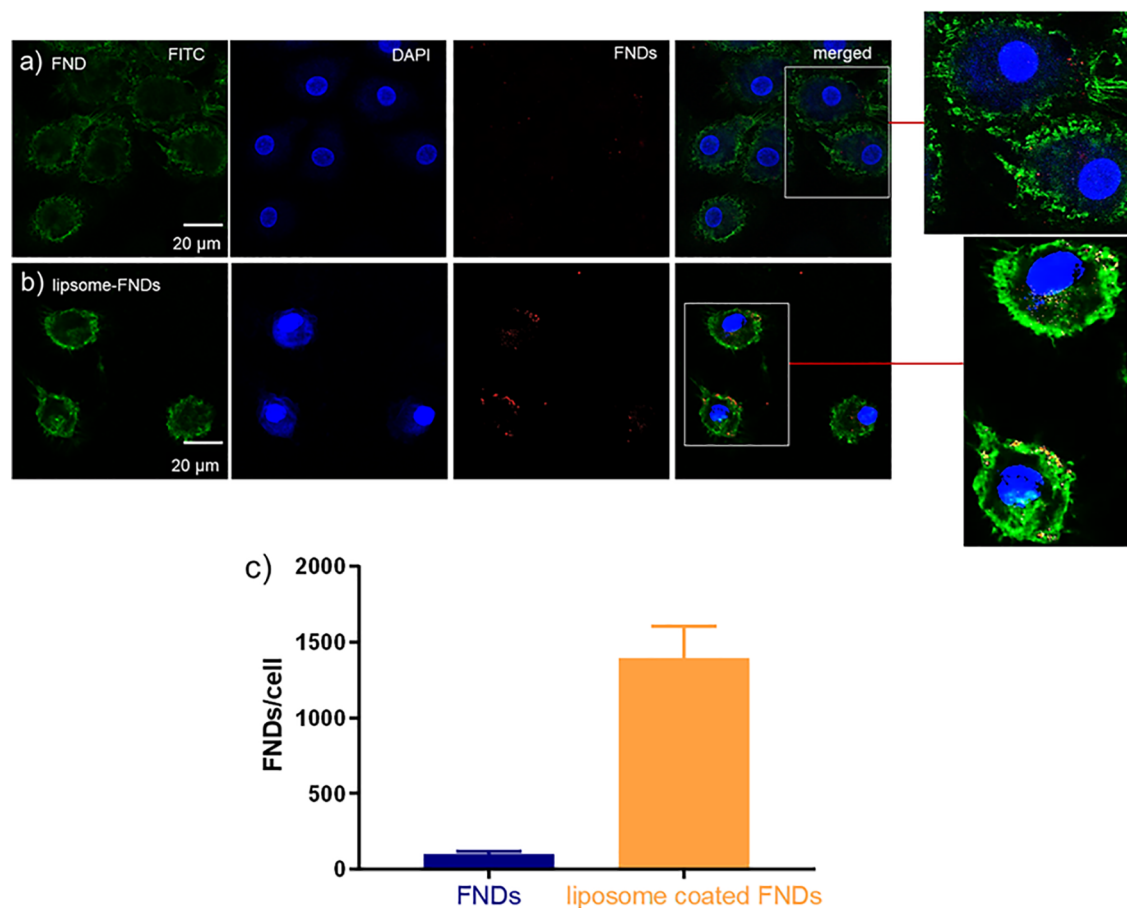 a) FND FITC DAPI FNDs merged
20 µm
b) lipsome-FNDs
20 µm
c)
2000
1500
1000
500
0
FNDs/cell
FNDs liposome coated FNDs